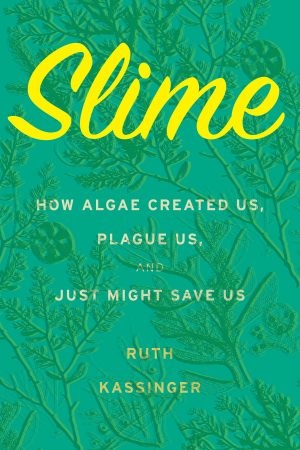 Slime
HOW ALGAE CREATED US,
PLAGUE US,
AND
JUST MIGHT SAVE US
RUTH
KASSINGER